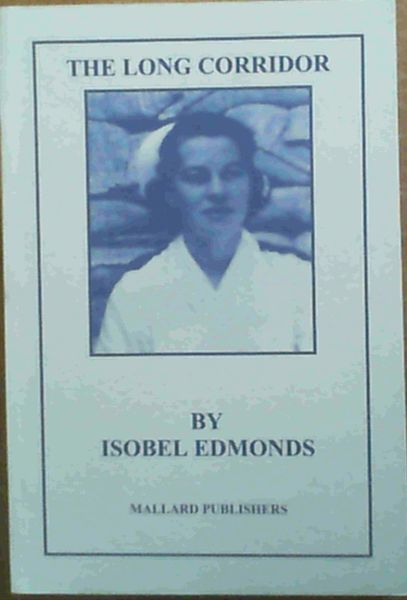 THE LONG CORRIDOR
BY
ISOBEL EDMONDS
MALLARD PUBLISHERS